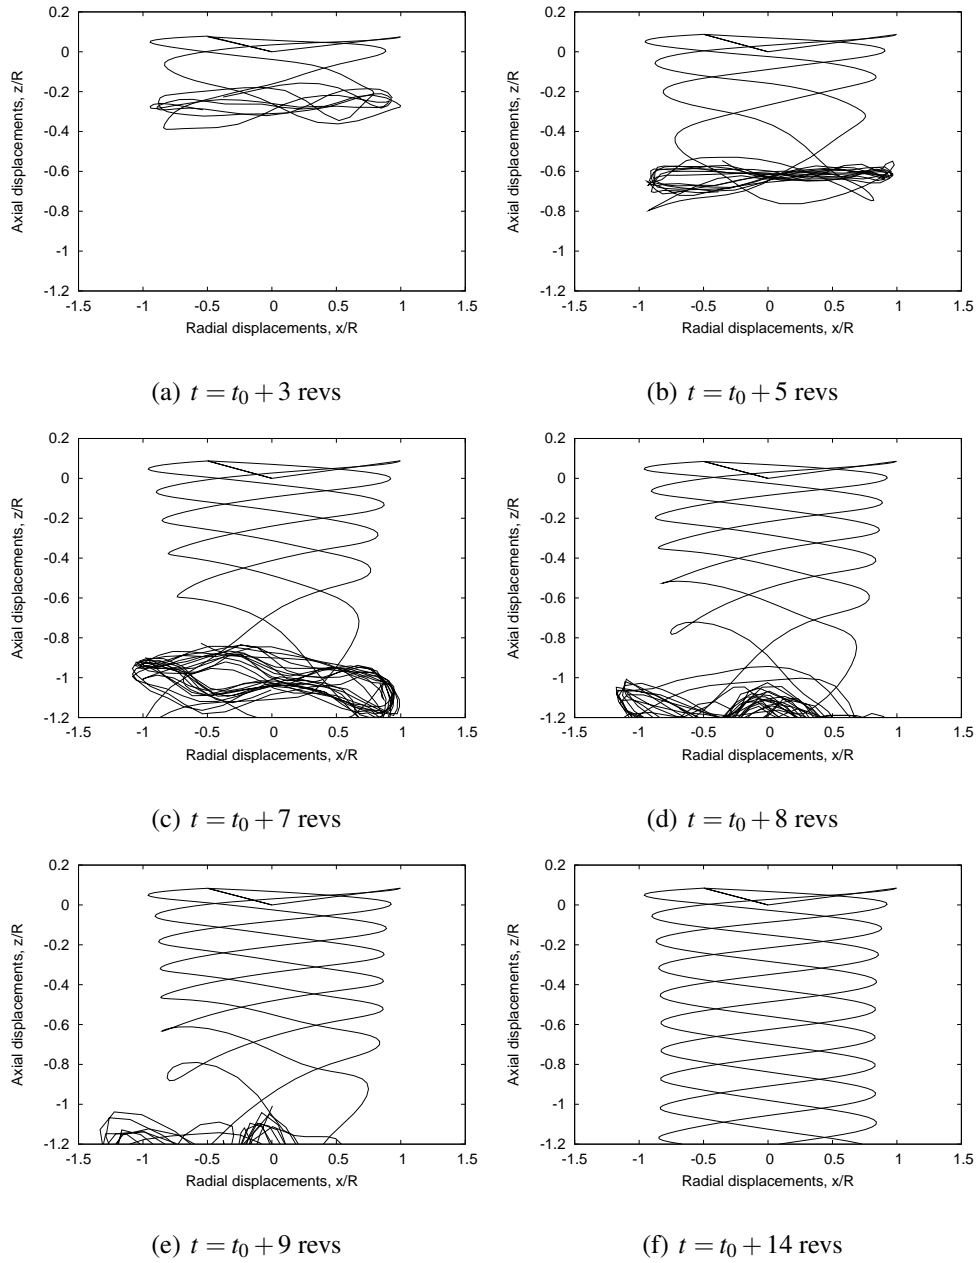 0.2
0
-0.2
-0.4
-0.6
-0.8
-1
-1.2
-1.5 -1 -0.5 0 0.5 1 1.5
Axial displacements, z/R
Radial displacements, x/R
(a) t = t0 + 3 revs
0.2
0
-0.2
-0.4
-0.6
-0.8
-1
-1.2
-1.5 -1 -0.5 0 0.5 1 1.5
Axial displacements, z/R
Radial displacements, x/R
(b) t = t0 + 5 revs
0.2
0
-0.2
-0.4
-0.6
-0.8
-1
-1.2
-1.5 -1 -0.5 0 0.5 1 1.5
Axial displacements, z/R
Radial displacements, x/R
(c) t = t0 + 7 revs
0.2
0
-0.2
-0.4
-0.6
-0.8
-1
-1.2
-1.5 -1 -0.5 0 0.5 1 1.5
Axial displacements, z/R
Radial displacements, x/R
(d) t = t0 + 8 revs
0.2
0
-0.2
-0.4
-0.6
-0.8
-1
-1.2
-1.5 -1 -0.5 0 0.5 1 1.5
Axial displacements, z/R
Radial displacements, x/R
(e) t = t0 + 9 revs
0.2
0
-0.2
-0.4
-0.6
-0.8
-1
-1.2
-1.5 -1 -0.5 0 0.5 1 1.5
Axial displacements, z/R
Radial displacements, x/R
(f) t = t0 + 14 revs